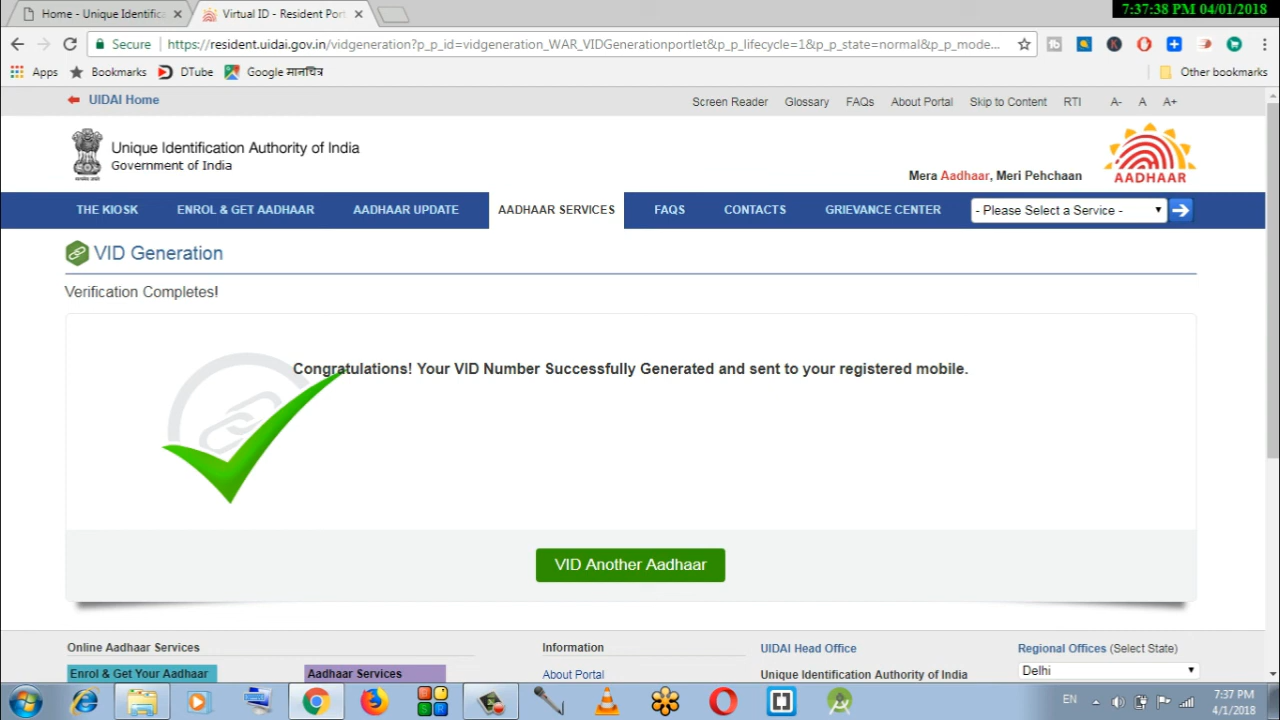 7:37:38 PM 04/01/2018
Home - Unique Identific
Virtual ID - Resident Port
Secure
https://resident.uidai.gov.in/vidgeneration?p_p_id=vidgeneration_WAR_VIDGenerationportlet&p_p_lifecycle=1&p_p_state=normal&p_p_mode...
Apps
Bookmarks
DTube
Google मानचित्र
Other bookmarks
UIDAI Home
Screen Reader
Glossary
FAQs
About Portal
Skip to Content
RTI
A-
A
A+
Unique Identification Authority of India
Government of India
Mera Aadhaar, Meri Pehchaan
AADHAAR
THE KIOSK
ENROL & GET AADHAAR
AADHAAR UPDATE
AADHAAR SERVICES
FAQS
CONTACTS
GRIEVANCE CENTER
- Please Select a Service -
VID Generation
Verification Completes!
Congratulations! Your VID Number Successfully Generated and sent to your registered mobile.
VID Another Aadhaar
Online Aadhaar Services
Information
UIDAI Head Office
Regional Offices (Select State)
Enrol & Get Your Aadhaar
Aadhaar Services
About Portal
Unique Identification Authority of India
Delhi
EN
7:37 PM
4/1/2018